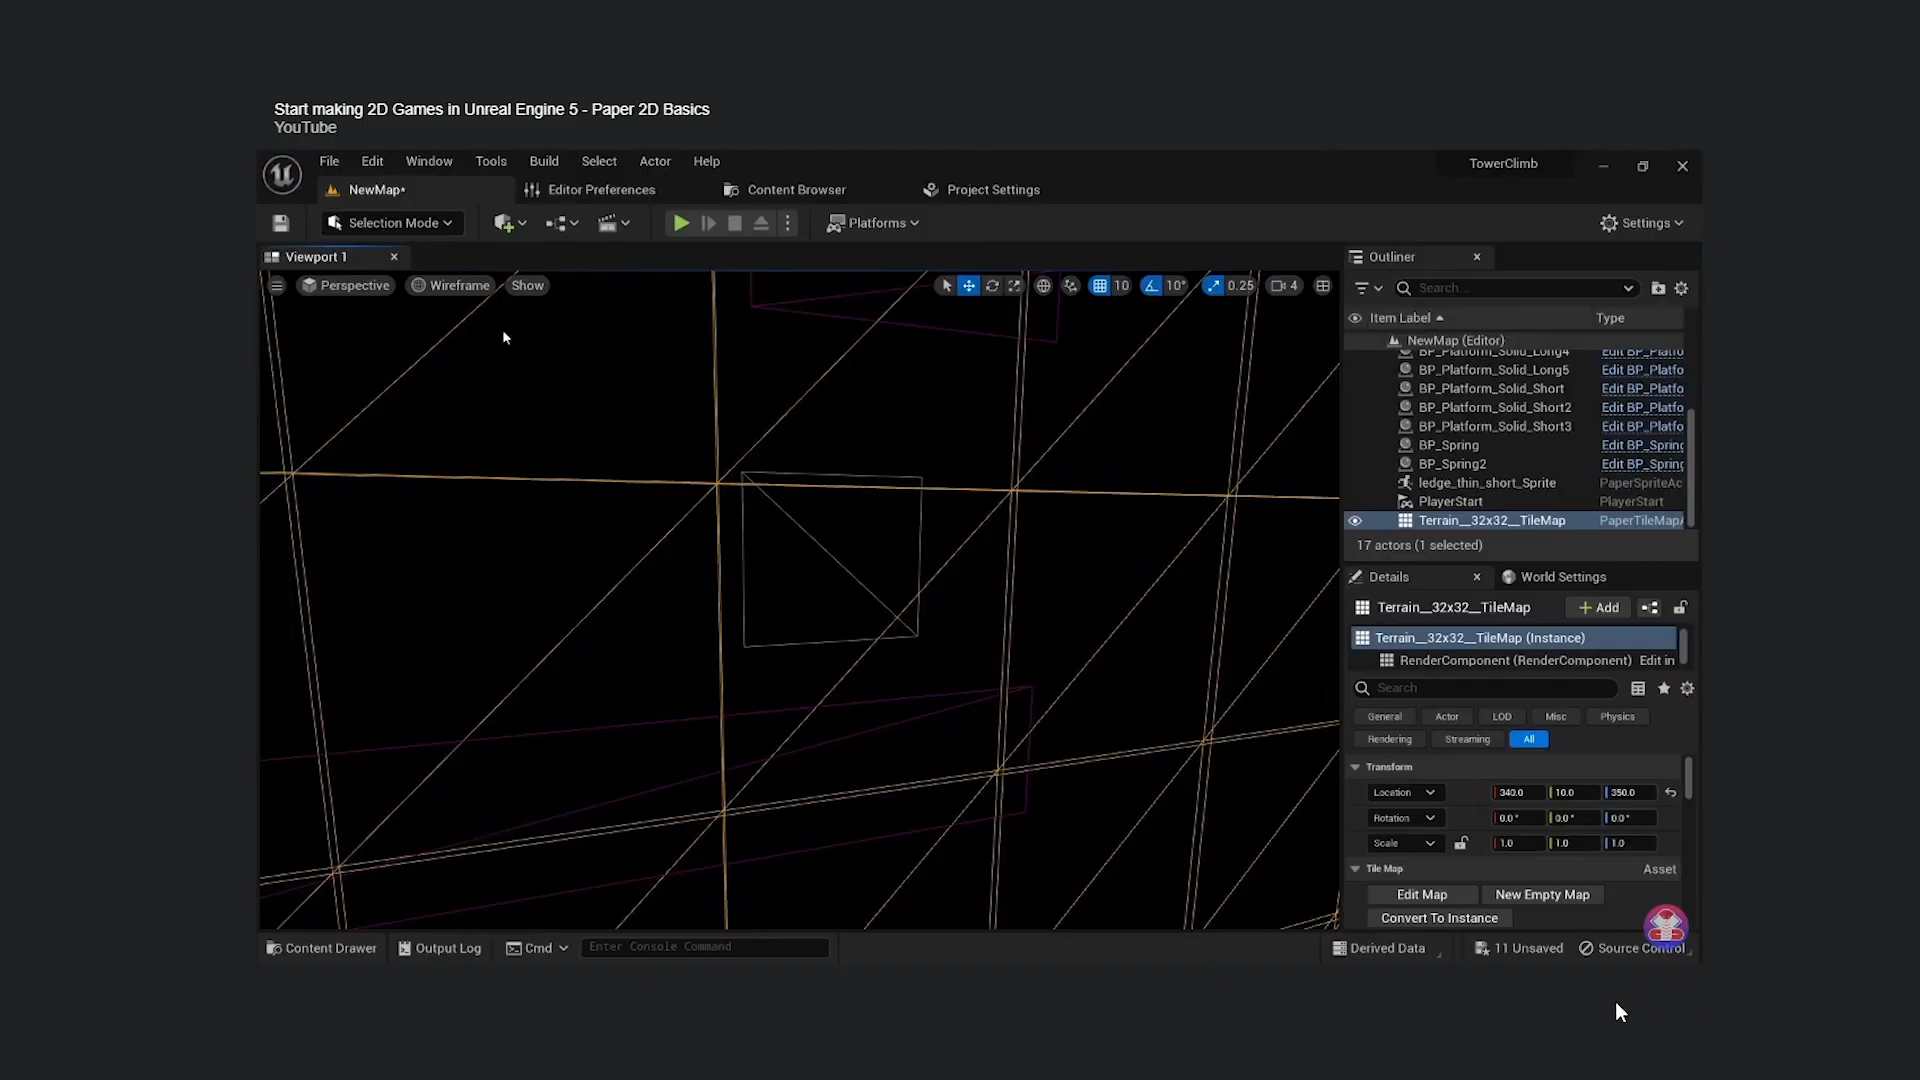 Start making 2D Games in Unreal Engine 5 - Paper 2D Basics
YouTube
File Edit Window Tools Build Select Actor Help
TowerClimb
NewMap*
Editor Preferences
Content Browser
Project Settings
Selection Mode
Platforms
Settings
Viewport 1
Perspective
Wireframe
Show
10
10°
0.25
4
Outliner
Search...
Item Label
Type
NewMap (Editor)
BP_Platform_Solid_Long4 Edit BP_Platfo
BP_Platform_Solid_Long5 Edit BP_Platfo
BP_Platform_Solid_Short Edit BP_Platfo
BP_Platform_Solid_Short2 Edit BP_Platfo
BP_Platform_Solid_Short3 Edit BP_Platfo
BP_Spring Edit BP_Spring
BP_Spring2 Edit BP_Spring
ledge_thin_short_Sprite PaperSpriteAc
PlayerStart PlayerStart
Terrain__32x32__TileMap PaperTileMapA
17 actors (1 selected)
Details
World Settings
Terrain__32x32__TileMap
+ Add
Terrain__32x32__TileMap (Instance)
RenderComponent (RenderComponent) Edit in
Search
General Actor LOD Misc Physics
Rendering Streaming All
Transform
Location 340.0 10.0 350.0
Rotation 0.0° 0.0° 0.0°
Scale 1.0 1.0 1.0
Tile Map
Asset
Edit Map
New Empty Map
Convert To Instance
Content Drawer
Output Log
Cmd
Enter Console Command
Derived Data
11 Unsaved
Source Control